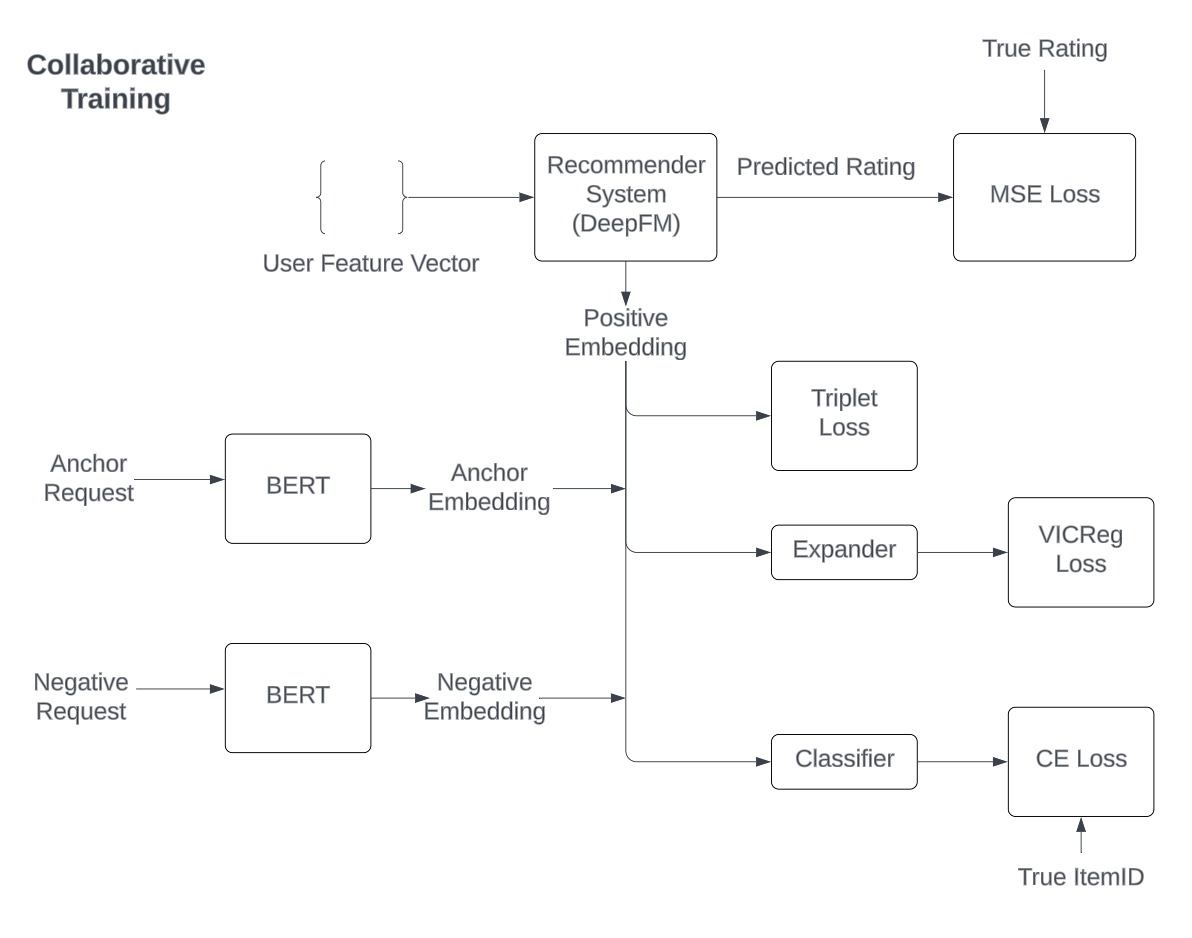 Collaborative
Training
True Rating
Recommender
System
(DeepFM)
Predicted Rating
MSE Loss
User Feature Vector
Positive
Embedding
Triplet
Loss
Anchor
Request
BERT
Anchor
Embedding
Expander
VICReg
Loss
Negative
Request
BERT
Negative
Embedding
Classifier
CE Loss
True ItemID